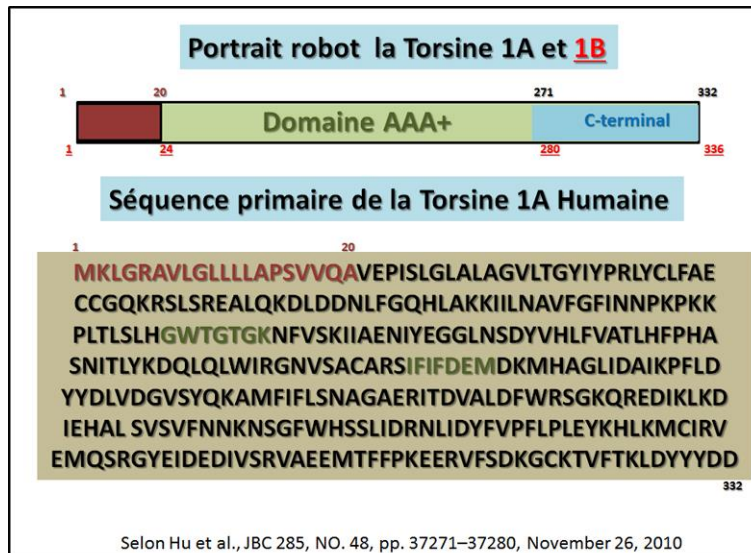 Portrait robot la Torsine 1A et 1B
1 20 271 332
Domaine AAA+ C-terminal
1 24 280 336
Séquence primaire de la Torsine 1A Humaine
1 20
MKLGRAVLGLLLLAPSVVQAVEPISLGLALAGVLTGYIYPRLYCLFAE
CCGQKRSLSREALQKDLDDNLFGQHLAKKIILNAVFGFINNPKPKK
PLTLSLHGWTGTGKNFVSKIIAENIYEGGLNSDYVHLFVATLHFPHA
SNITLYKDQLQLWIRGNVSACARSIFIFDEMDKMHAGLIDAIKPFLD
YYDLVDGVSYQKAMFIFLSNAGAERITDVALDFWRSGKQREDIKLKD
IEHAL SVSVFNNKNSGFWHSSLIDRNLIDYFVPFLPLEYKHLKMCIRV
EMQSRGYEIDEDIVSRVAEEMTFFPKEERVFSDKGCKTVFTKLDYYYDD
332
Selon Hu et al., JBC 285, NO. 48, pp. 37271–37280, November 26, 2010